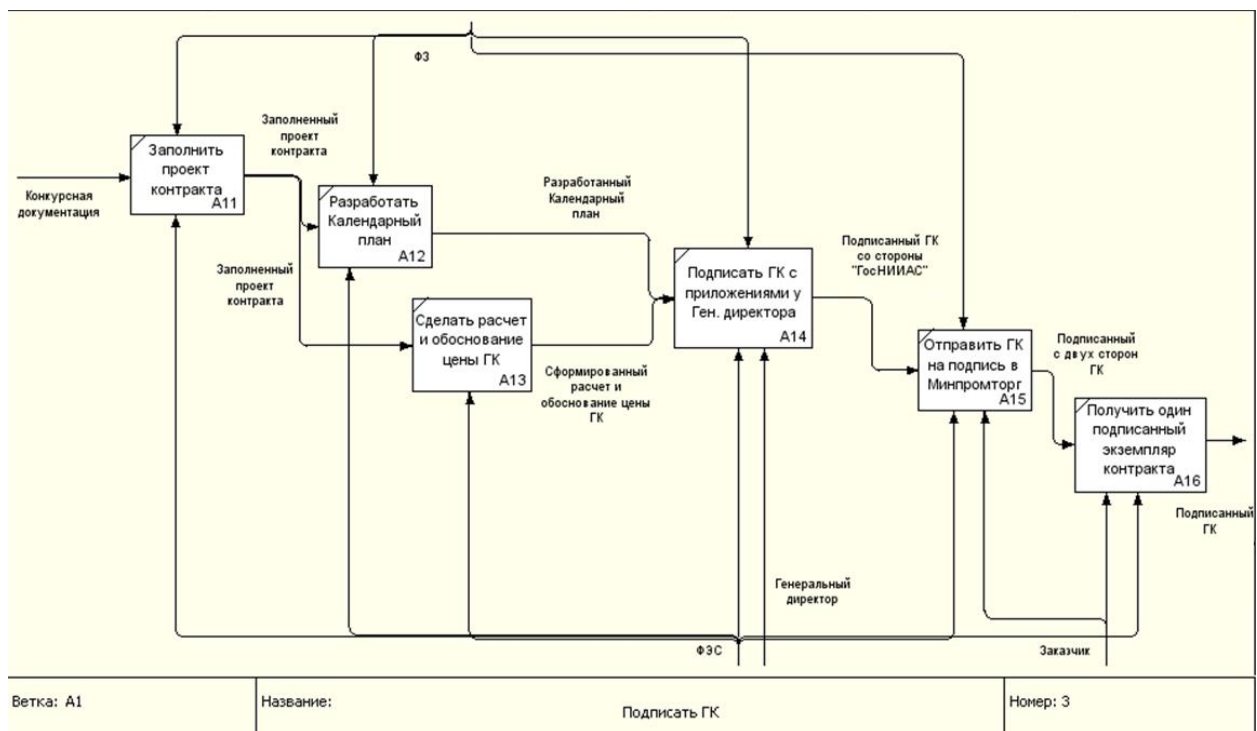 ФЗ
Заполненный
проект
контракта
Заполнить
проект
контракта
A11
Конкурсная
документация
Разработать
Календарный
план
A12
Разработанный
Календарный
план
Заполненный
проект
контракта
Подписанный ГК
со стороны
"ГосНИИАС"
Подписать ГК с
приложениями у
Ген. директора
A14
Сделать расчет
и обоснование
цены ГК
A13
Сформированный
расчет и
обоснование цены
ГК
Отправить ГК
на подпись в
Минпромторг
A15
Подписанный
с двух сторон
ГК
Получить один
подписанный
экземпляр
контракта
A16
Подписанный
ГК
Генеральный
директор
ФЭС
Заказчик
Ветка: A1
Название:
Подписать ГК
Номер: 3